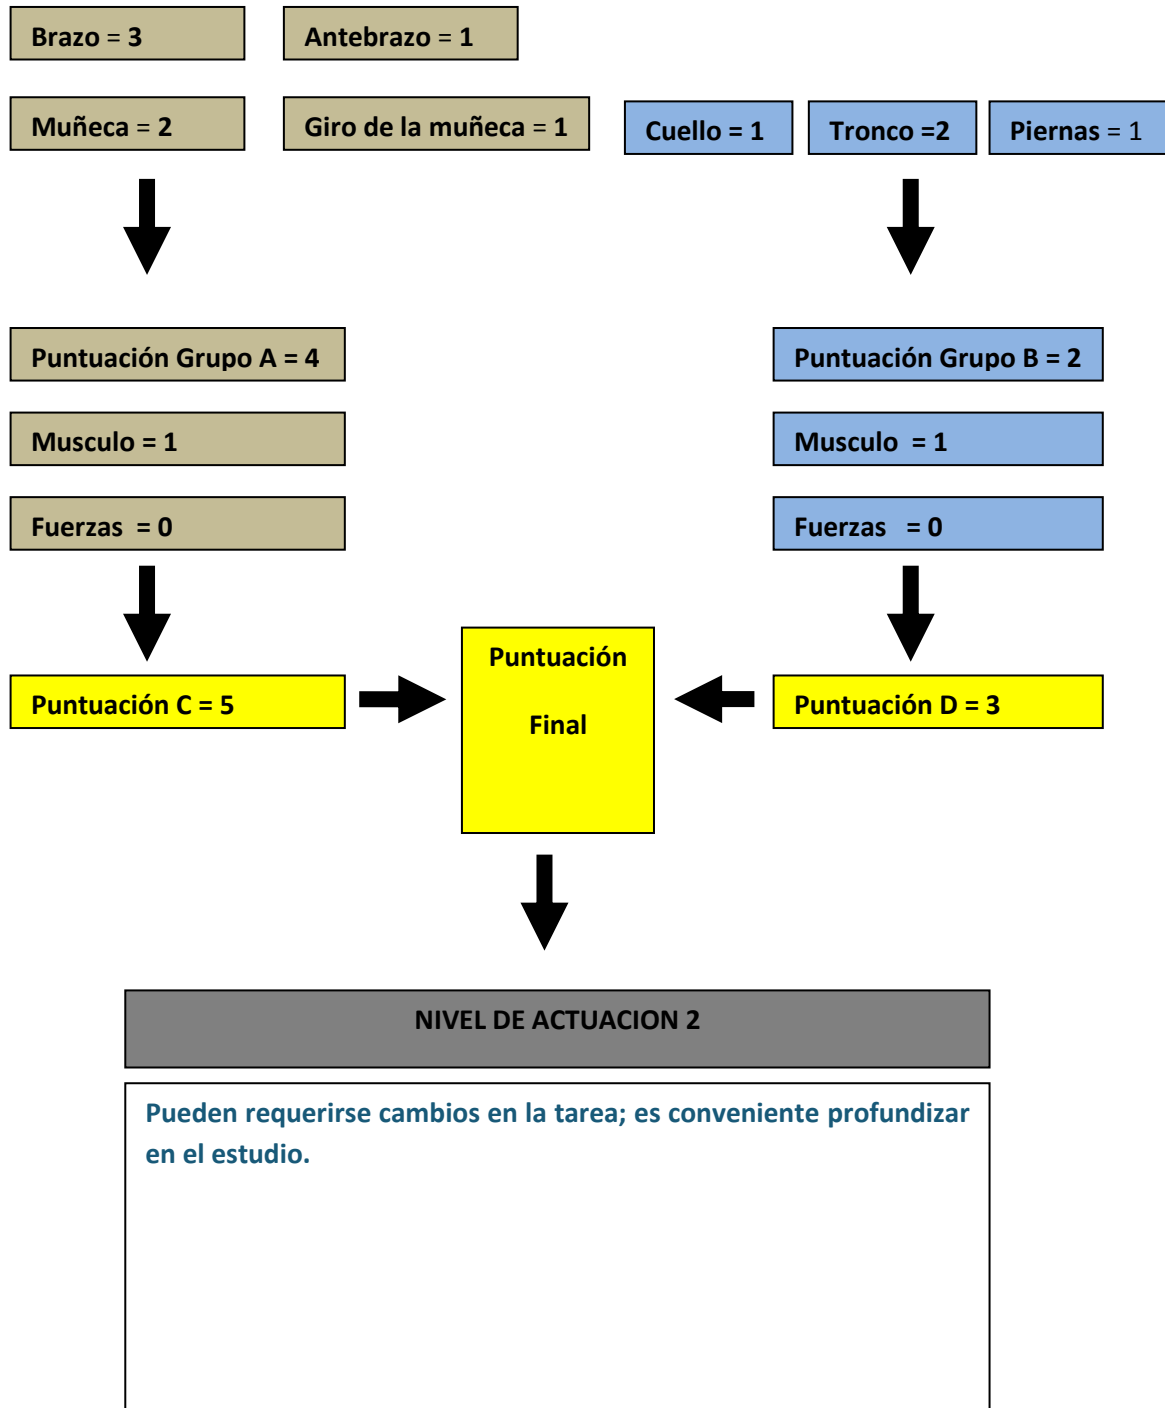 Brazo = 3
Antebrazo = 1
Muñeca = 2
Giro de la muñeca = 1
Cuello = 1
Tronco =2
Piernas = 1
Puntuación Grupo A = 4
Puntuación Grupo B = 2
Musculo = 1
Musculo = 1
Fuerzas = 0
Fuerzas = 0
Puntuación C = 5
Puntuación
Final
Puntuación D = 3
NIVEL DE ACTUACION 2
Pueden requerirse cambios en la tarea; es conveniente profundizar
en el estudio.